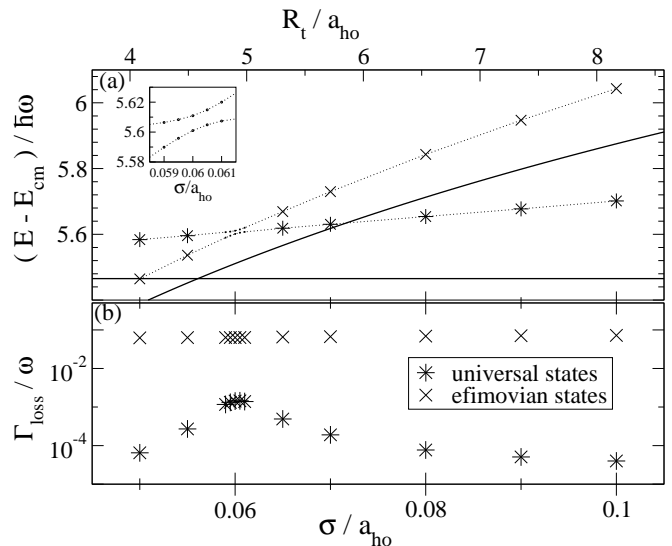 R_t / a_ho
4 5 6 7 8
(a)
6
5.8
5.6
( E - E_cm ) / ħω
5.62
5.6
5.58
0.059 0.06 0.061
σ/a_ho
(b)
10^-2
10^-4
Γ_loss / ω
universal states
efimovian states
0.06 0.08 0.1
σ / a_ho